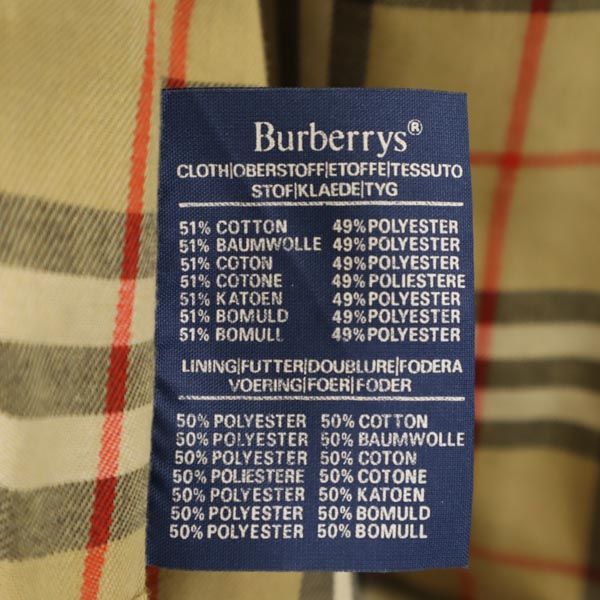 Burberrys®
CLOTH|OBERSTOFF|ETOFFE|TESSUTO
STOF|KLAEDE|TYG
51% COTTON 49% POLYESTER
51% BAUMWOLLE 49% POLYESTER
51% COTON 49% POLYESTER
51% COTONE 49% POLIESTERE
51% KATOEN 49% POLYESTER
51% BOMULD 49% POLYESTER
51% BOMULL 49% POLYESTER
LINING|FUTTER|DOUBLURE|FODERA
VOERING|FOER|FODER
50% POLYESTER 50% COTTON
50% POLYESTER 50% BAUMWOLLE
50% POLYESTER 50% COTON
50% POLIESTERE 50% COTONE
50% POLYESTER 50% KATOEN
50% POLYESTER 50% BOMULD
50% POLYESTER 50% BOMULL